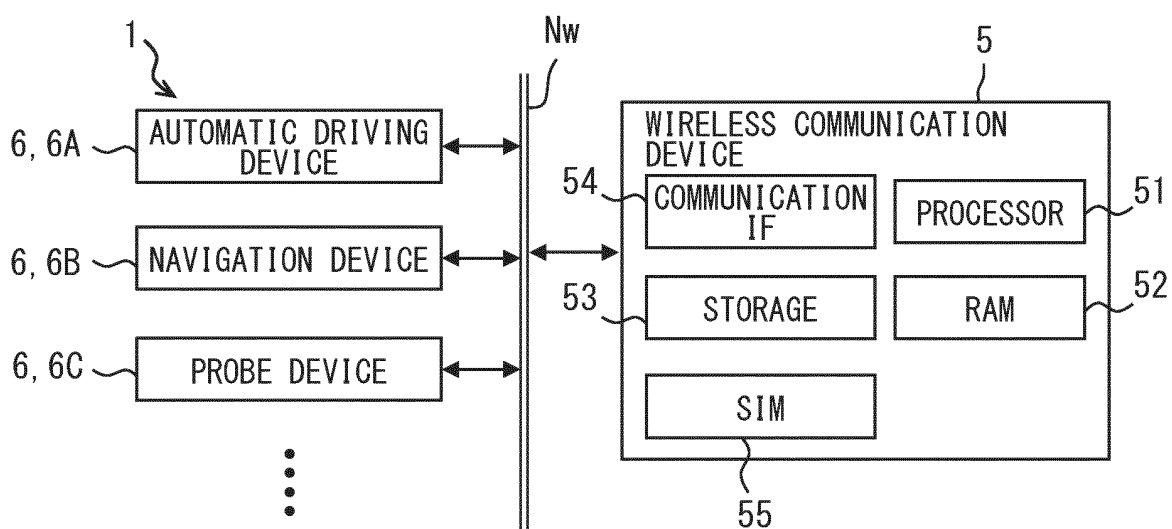 1
Nw
5
6, 6A
AUTOMATIC DRIVING
DEVICE
6, 6B
NAVIGATION DEVICE
6, 6C
PROBE DEVICE
WIRELESS COMMUNICATION
DEVICE
54
COMMUNICATION
IF
51
PROCESSOR
53
STORAGE
52
RAM
SIM
55